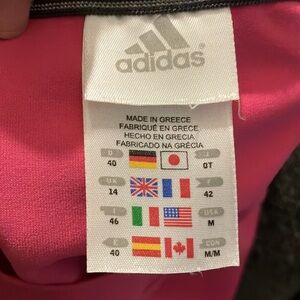 adidas®
MADE IN GREECE
FABRIQUÉ EN GRECE
HECHO EN GRECIA
FABRICADO NA GRÉCIA
D J
40 OT
UK F
14 42
I USA
46 M
E CDN
40 M/M